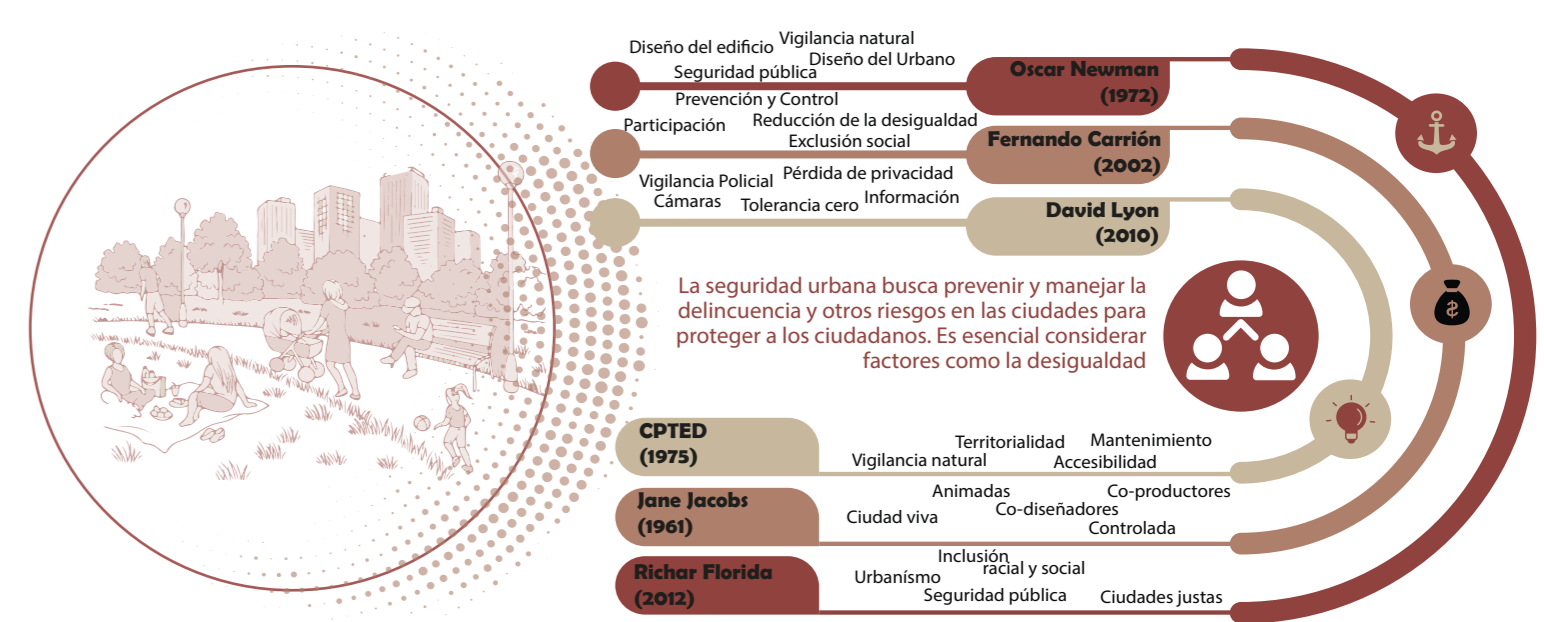 Diseño del edificio
Vigilancia natural
Diseño del Urbano
Seguridad pública
Oscar Newman
(1972)
Prevención y Control
Participación
Reducción de la desigualdad
Exclusión social
Fernando Carrión
(2002)
Vigilancia Policial
Pérdida de privacidad
Cámaras
Tolerancia cero
Información
David Lyon
(2010)
La seguridad urbana busca prevenir y manejar la
delincuencia y otros riesgos en las ciudades para
proteger a los ciudadanos. Es esencial considerar
factores como la desigualdad
$
CPTED
(1975)
Territorialidad
Mantenimiento
Vigilancia natural
Accesibilidad
Jane Jacobs
(1961)
Animadas
Co-productores
Ciudad viva
Co-diseñadores
Controlada
Richar Florida
(2012)
Inclusión
racial y social
Urbanísmo
Seguridad pública
Ciudades justas